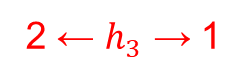 2 ← h₃ → 1